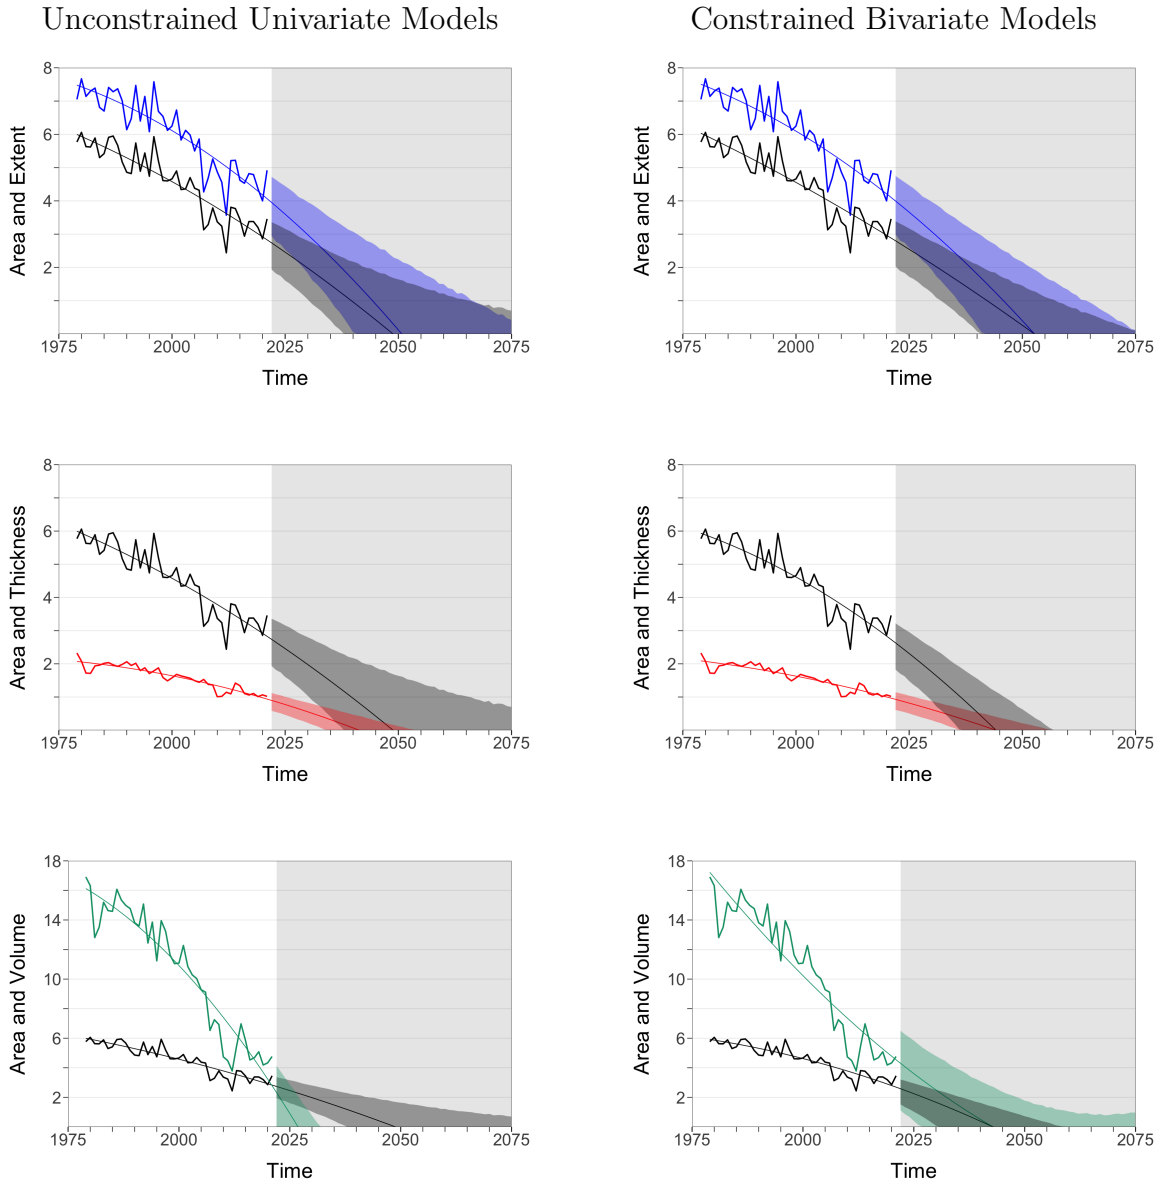 Unconstrained Univariate Models
Constrained Bivariate Models
Area and Extent
8
6
4
2
1975 2000 2025 2050 2075
Time
Area and Extent
8
6
4
2
1975 2000 2025 2050 2075
Time
Area and Thickness
8
6
4
2
1975 2000 2025 2050 2075
Time
Area and Thickness
8
6
4
2
1975 2000 2025 2050 2075
Time
Area and Volume
18
14
10
6
2
1975 2000 2025 2050 2075
Time
Area and Volume
18
14
10
6
2
1975 2000 2025 2050 2075
Time